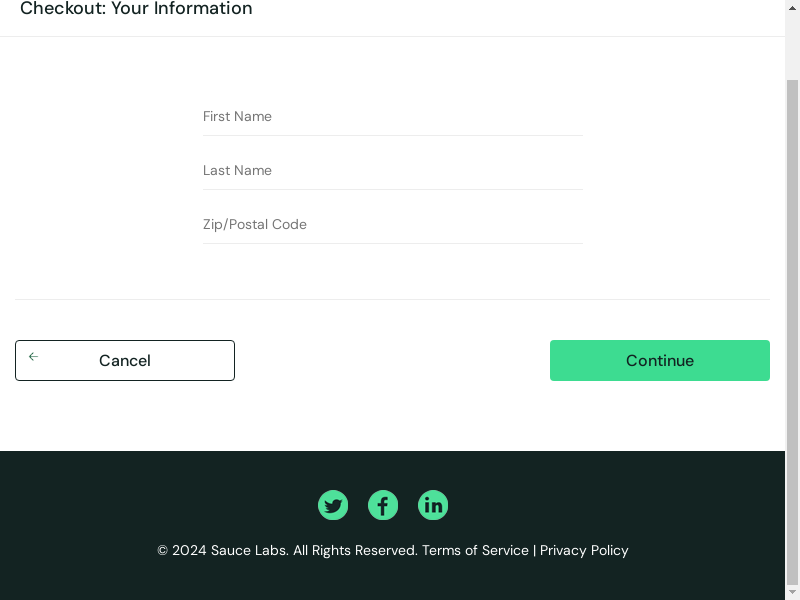 Checkout: Your Information
First Name
Last Name
Zip/Postal Code
Cancel
Continue
© 2024 Sauce Labs. All Rights Reserved. Terms of Service | Privacy Policy